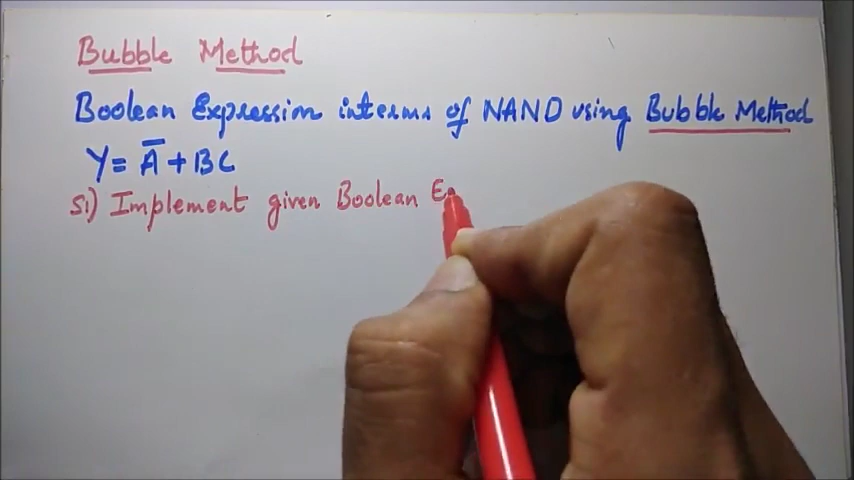 Bubble Method
Boolean Expression interms of NAND using Bubble Method
Y = A̅ + BC
S1) Implement given Boolean E